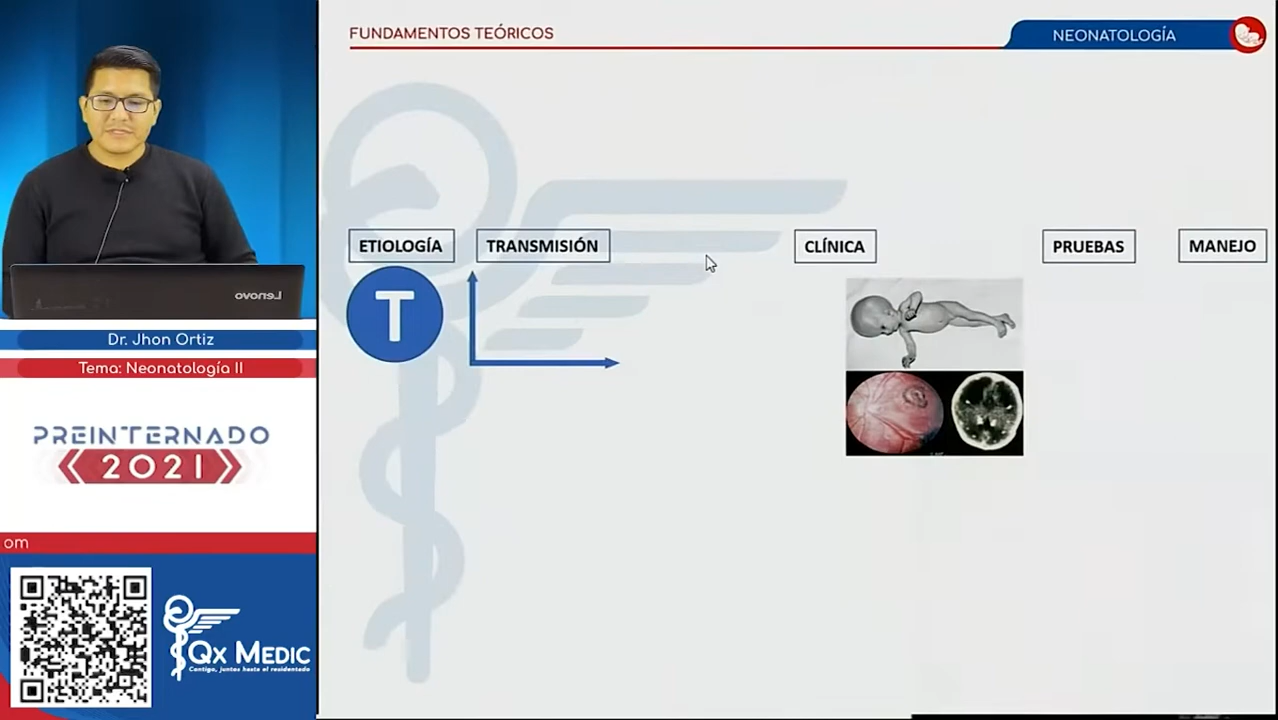 FUNDAMENTOS TEÓRICOS
NEONATOLOGÍA
ETIOLOGÍA
TRANSMISIÓN
CLÍNICA
PRUEBAS
MANEJO
T
Lenovo
Dr. Jhon Ortiz
Tema: Neonatología II
PREINTERNADO
2021
om
Qx MEDIC
Contigo, juntos hasta el residentado